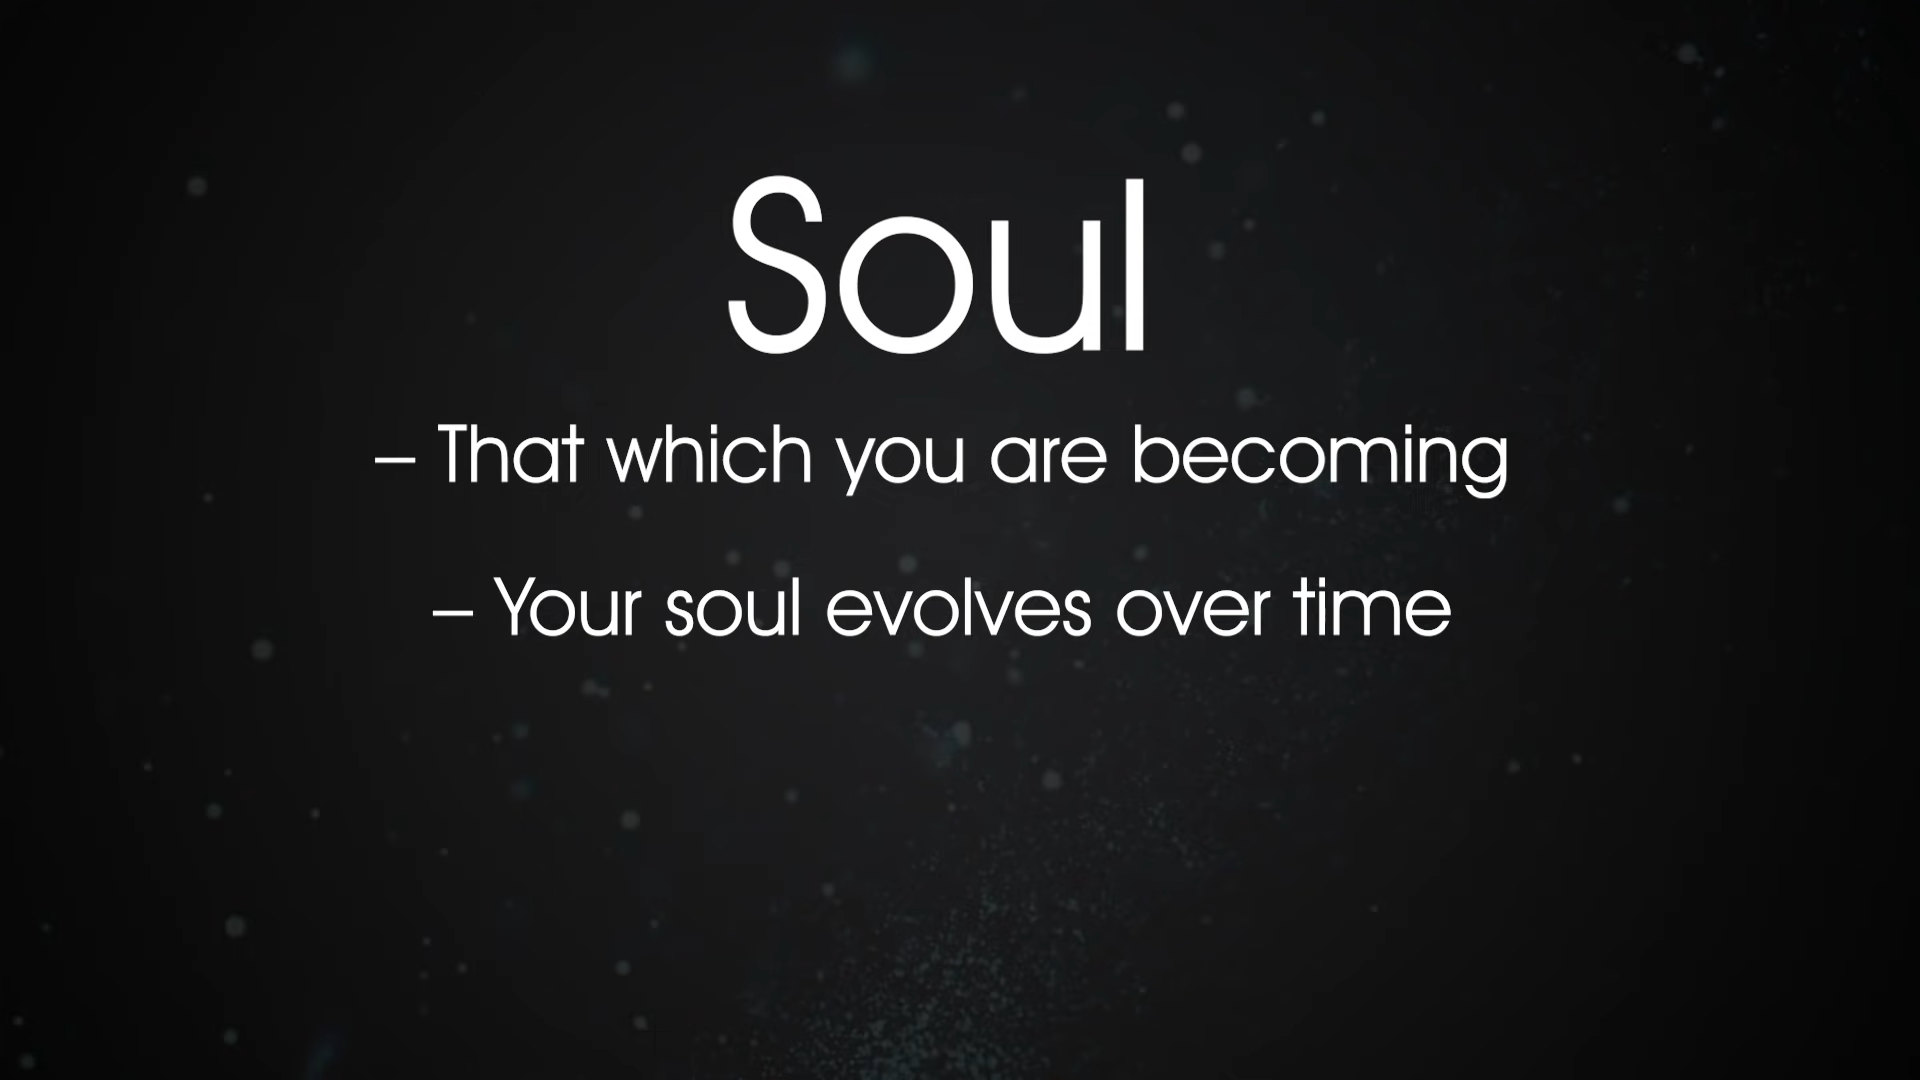 Soul
– That which you are becoming
– Your soul evolves over time